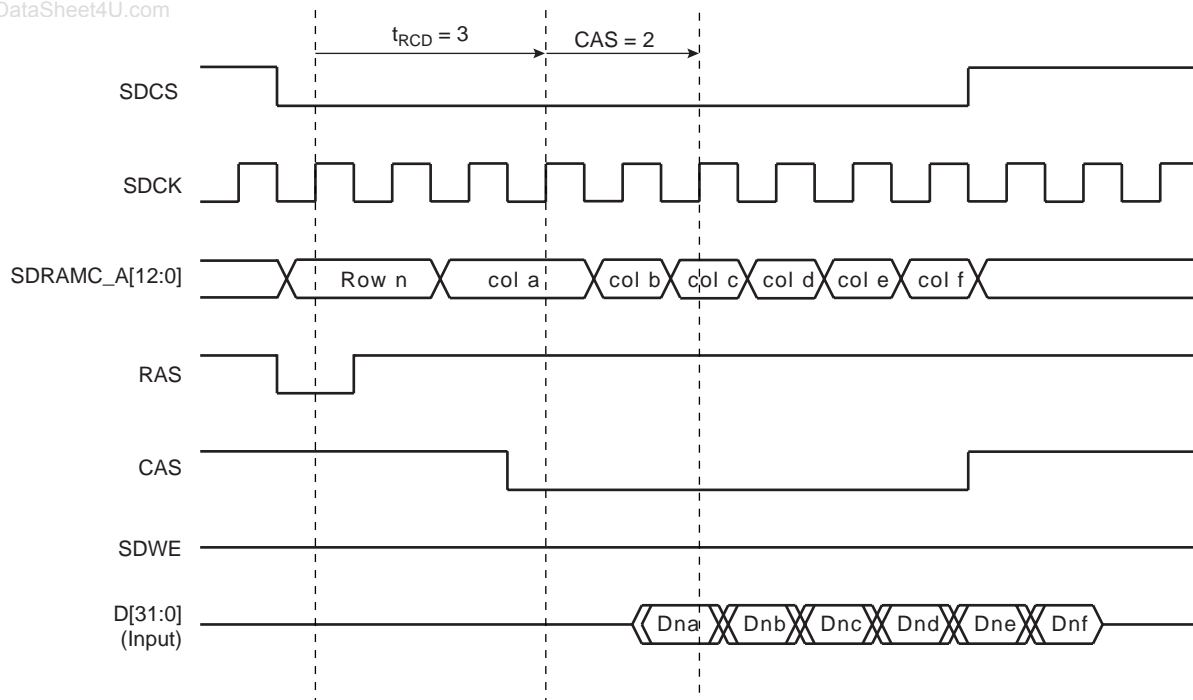 DataSheet4U.com
tRCD = 3 CAS = 2
SDCS
SDCK
SDRAMC_A[12:0] Row n col a col b col c col d col e col f
RAS
CAS
SDWE
D[31:0]
(Input) Dna Dnb Dnc Dnd Dne Dnf